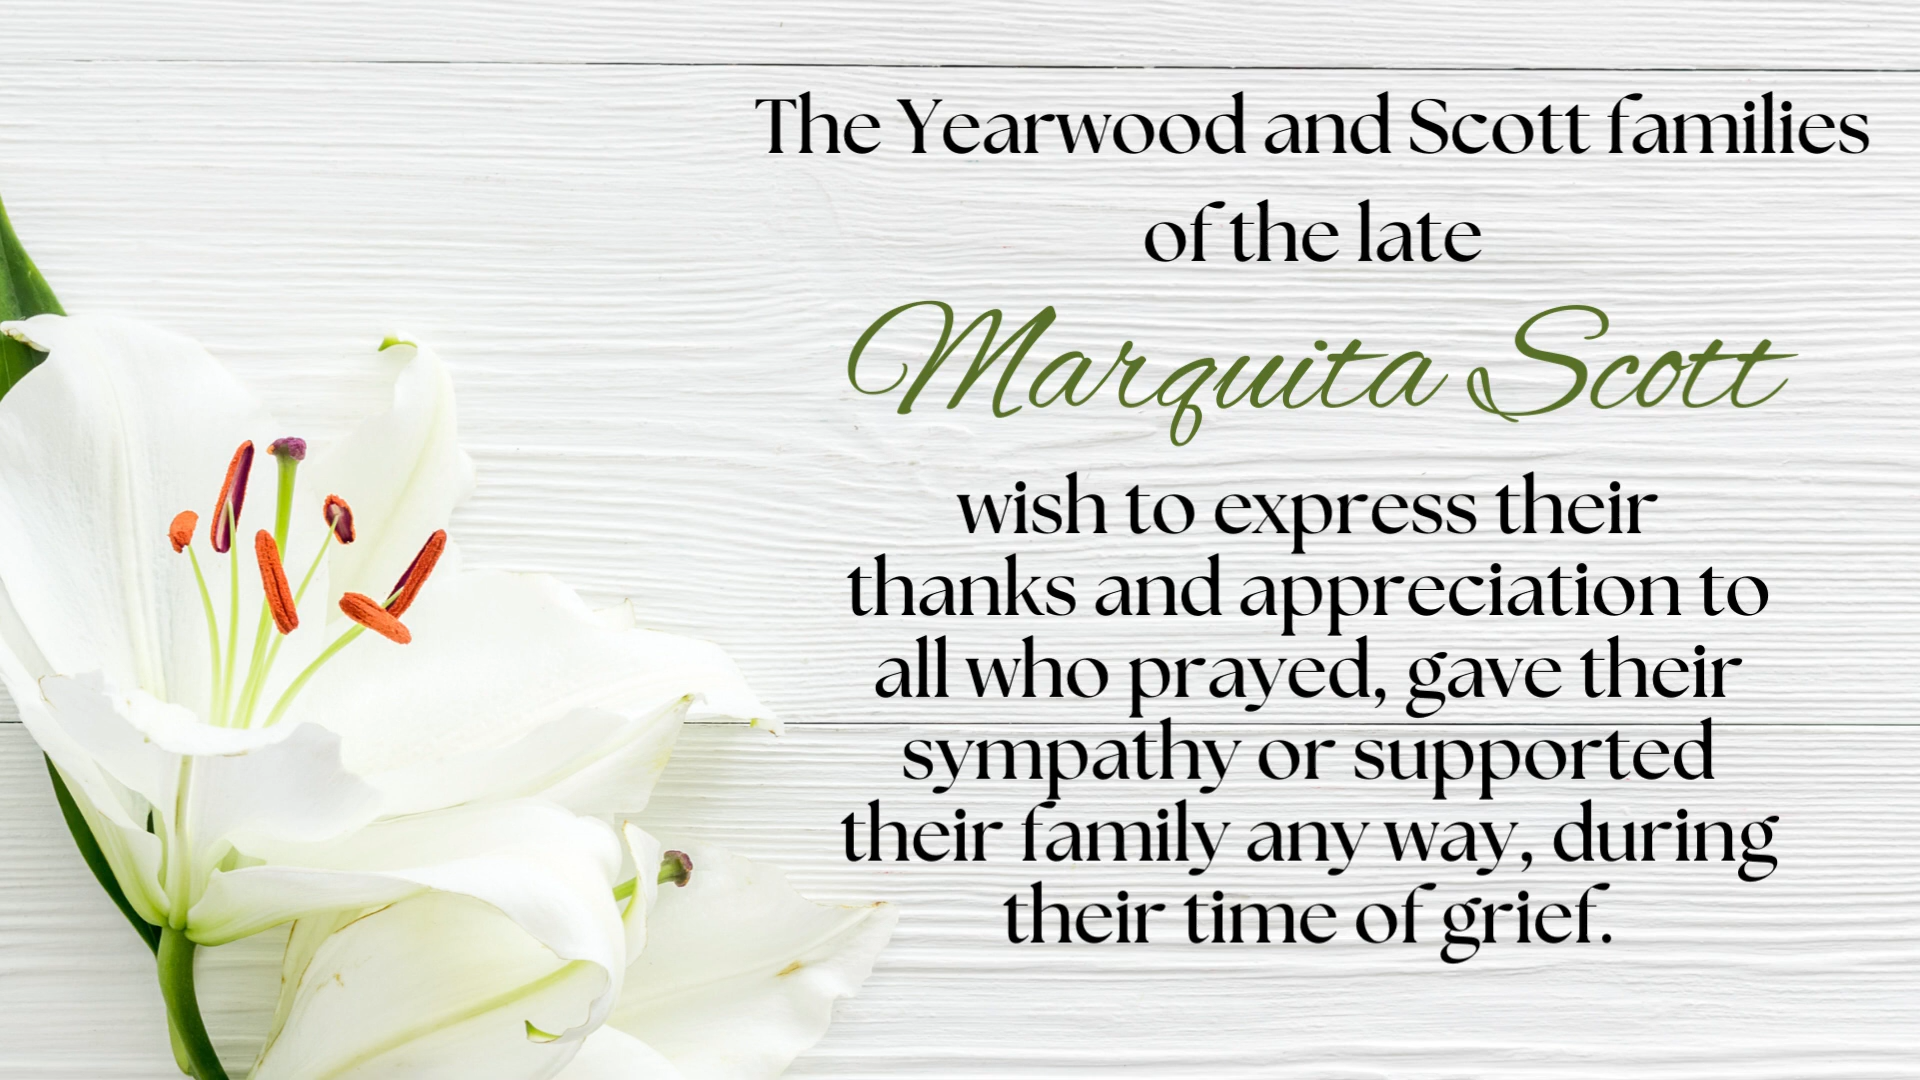 The Yearwood and Scott families
of the late
Marquita Scott
wish to express their
thanks and appreciation to
all who prayed, gave their
sympathy or supported
their family any way, during
their time of grief.